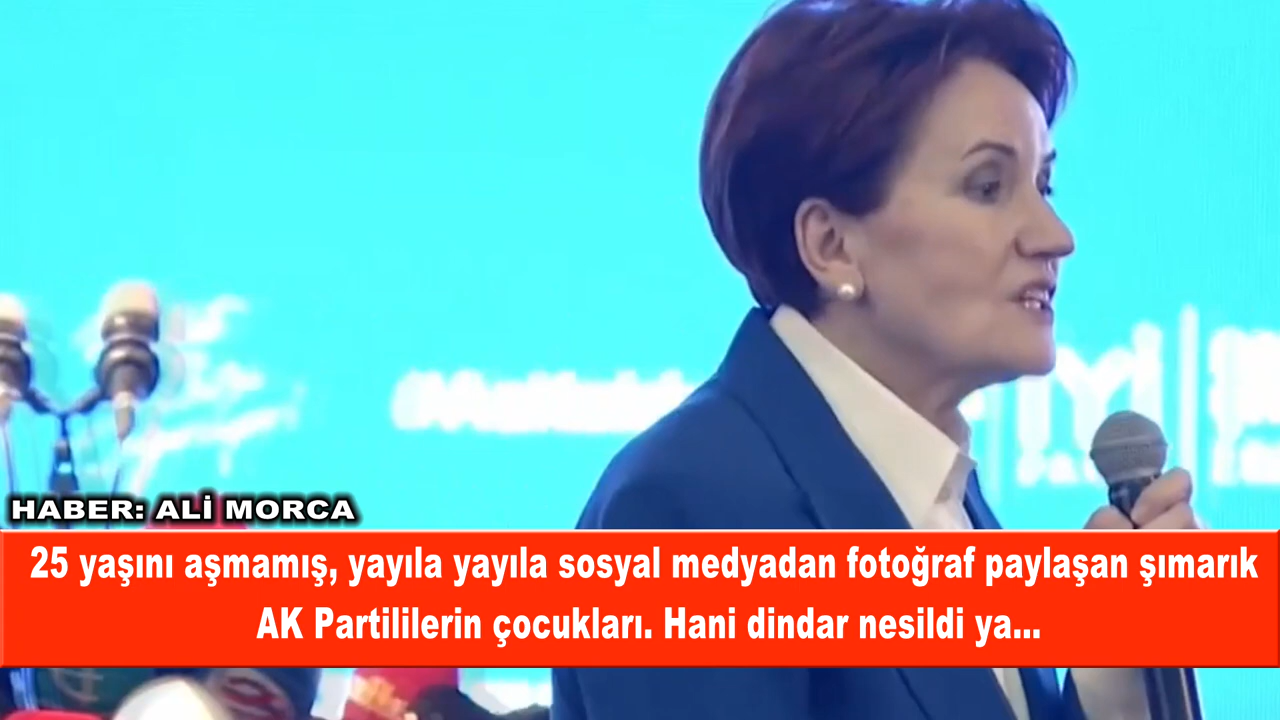 İYİ
HABER: ALİ MORCA
25 yaşını aşmamış, yayıla yayıla sosyal medyadan fotoğraf paylaşan şımarık
AK Partililerin çocukları. Hani dindar nesildi ya...